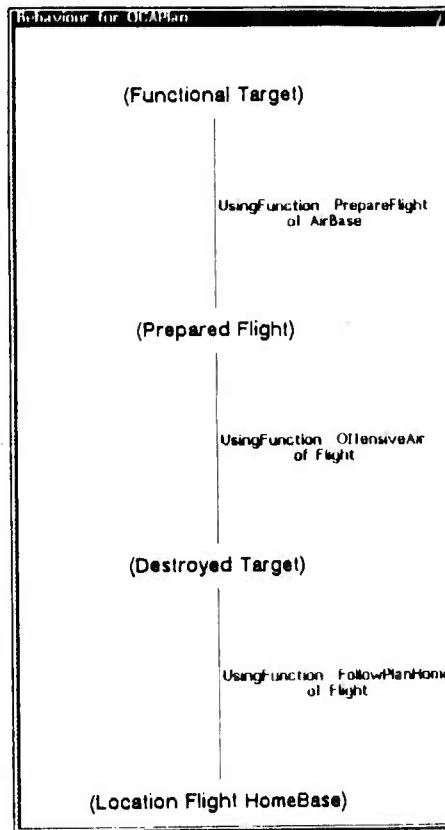 Behaviour for OCAPlan
(Functional Target)
UsingFunction PrepareFlight
of AirBase
(Prepared Flight)
UsingFunction OffensiveAir
of Flight
(Destroyed Target)
UsingFunction FollowPlanHome
of Flight
(Location Flight HomeBase)